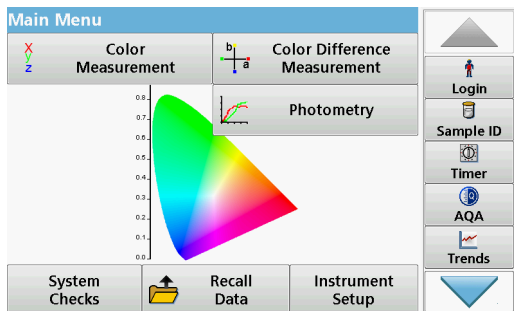 Main Menu
X
y
z
Color
Measurement
b
a
Color Difference
Measurement
Photometry
0.8
0.7
0.6
0.5
0.4
0.3
0.2
0.1
0.0
System
Checks
Recall
Data
Instrument
Setup
Login
Sample ID
Timer
AQA
Trends